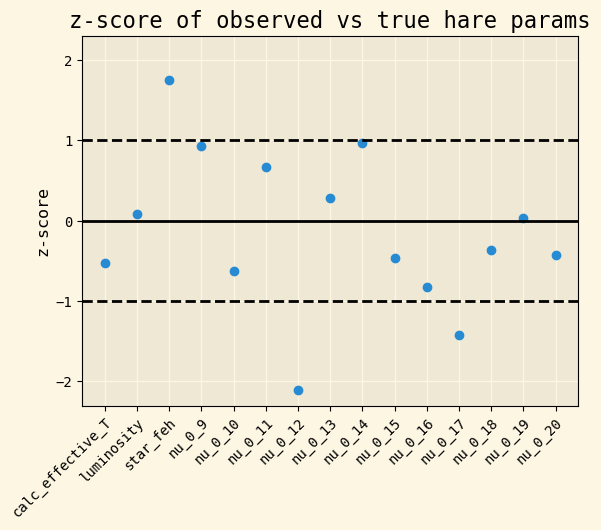 z-score of observed vs true hare params
z-score
2
1
0
−1
−2
calc_effective_T
luminosity
star_feh
nu_0_9
nu_0_10
nu_0_11
nu_0_12
nu_0_13
nu_0_14
nu_0_15
nu_0_16
nu_0_17
nu_0_18
nu_0_19
nu_0_20